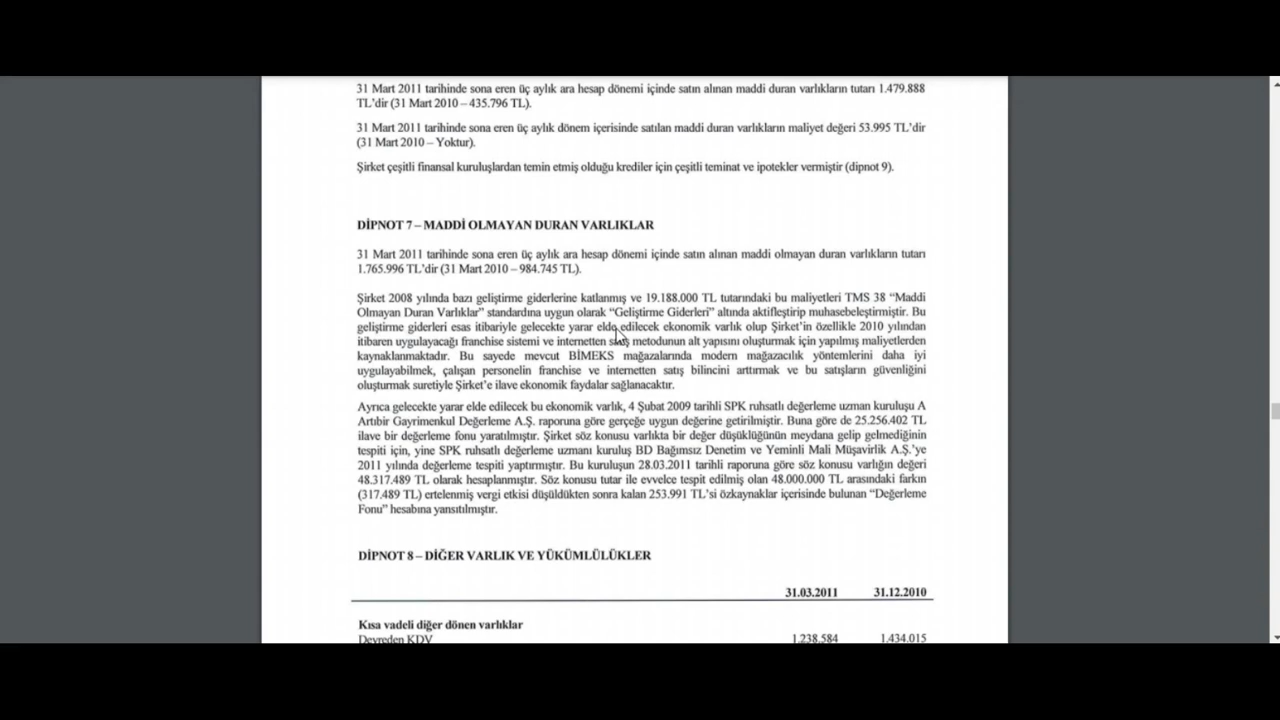 31 Mart 2011 tarihinde sona eren üç aylık ara hesap dönemi içinde satın alınan maddi duran varlıkların tutarı 1.479.888
TL'dir (31 Mart 2010 – 435.796 TL).
31 Mart 2011 tarihinde sona eren üç aylık dönem içerisinde satılan maddi duran varlıkların maliyet değeri 53.995 TL'dir
(31 Mart 2010 – Yoktur).
Şirket çeşitli finansal kuruluşlardan temin etmiş olduğu krediler için çeşitli teminat ve ipotekler vermiştir (dipnot 9).
DİPNOT 7 – MADDİ OLMAYAN DURAN VARLIKLAR
31 Mart 2011 tarihinde sona eren üç aylık ara hesap dönemi içinde satın alınan maddi olmayan duran varlıkların tutarı
1.765.996 TL'dir (31 Mart 2010 – 984.745 TL).
Şirket 2008 yılında bazı geliştirme giderlerine katlanmış ve 19.188.000 TL tutarındaki bu maliyetleri TMS 38 “Maddi
Olmayan Duran Varlıklar” standardına uygun olarak “Geliştirme Giderleri” altında aktifleştirip muhasebeleştirmiştir. Bu
geliştirme giderleri esas itibariyle gelecekte yarar elde edilecek ekonomik varlık olup Şirket'in özellikle 2010 yılından
itibaren uygulayacağı franchise sistemi ve internetten satış metodunun alt yapısını oluşturmak için yapılmış maliyetlerden
kaynaklanmaktadır. Bu sayede mevcut BİMEKS mağazalarında modern mağazacılık yöntemlerini daha iyi
uygulayabilmek, çalışan personelin franchise ve internetten satış bilincini arttırmak ve bu satışların güvenliğini
oluşturmak suretiyle Şirket'e ilave ekonomik faydalar sağlanacaktır.
Ayrıca gelecekte yarar elde edilecek bu ekonomik varlık, 4 Şubat 2009 tarihli SPK ruhsatlı değerleme uzman kuruluşu A
Artıbir Gayrimenkul Değerleme A.Ş. raporuna göre gerçeğe uygun değerine getirilmiştir. Buna göre de 25.256.402 TL
ilave bir değerleme fonu yaratılmıştır. Şirket söz konusu varlıkta bir değer düşüklüğünün meydana gelip gelmediğinin
tespiti için, yine SPK ruhsatlı değerleme uzmanı kuruluş BD Bağımsız Denetim ve Yeminli Mali Müşavirlik A.Ş.'ye
2011 yılında değerleme tespiti yaptırmıştır. Bu kuruluşun 28.03.2011 tarihli raporuna göre söz konusu varlığın değeri
48.317.489 TL olarak hesaplanmıştır. Söz konusu tutar ile evvelce tespit edilmiş olan 48.000.000 TL arasındaki farkın
(317.489 TL) ertelenmiş vergi etkisi düşüldükten sonra kalan 253.991 TL'si özkaynaklar içerisinde bulunan “Değerleme
Fonu” hesabına yansıtılmıştır.
DİPNOT 8 – DİĞER VARLIK VE YÜKÜMLÜLÜKLER
31.03.2011 31.12.2010
Kısa vadeli diğer dönen varlıklar
Devreden KDV 1.238.584 1.434.015